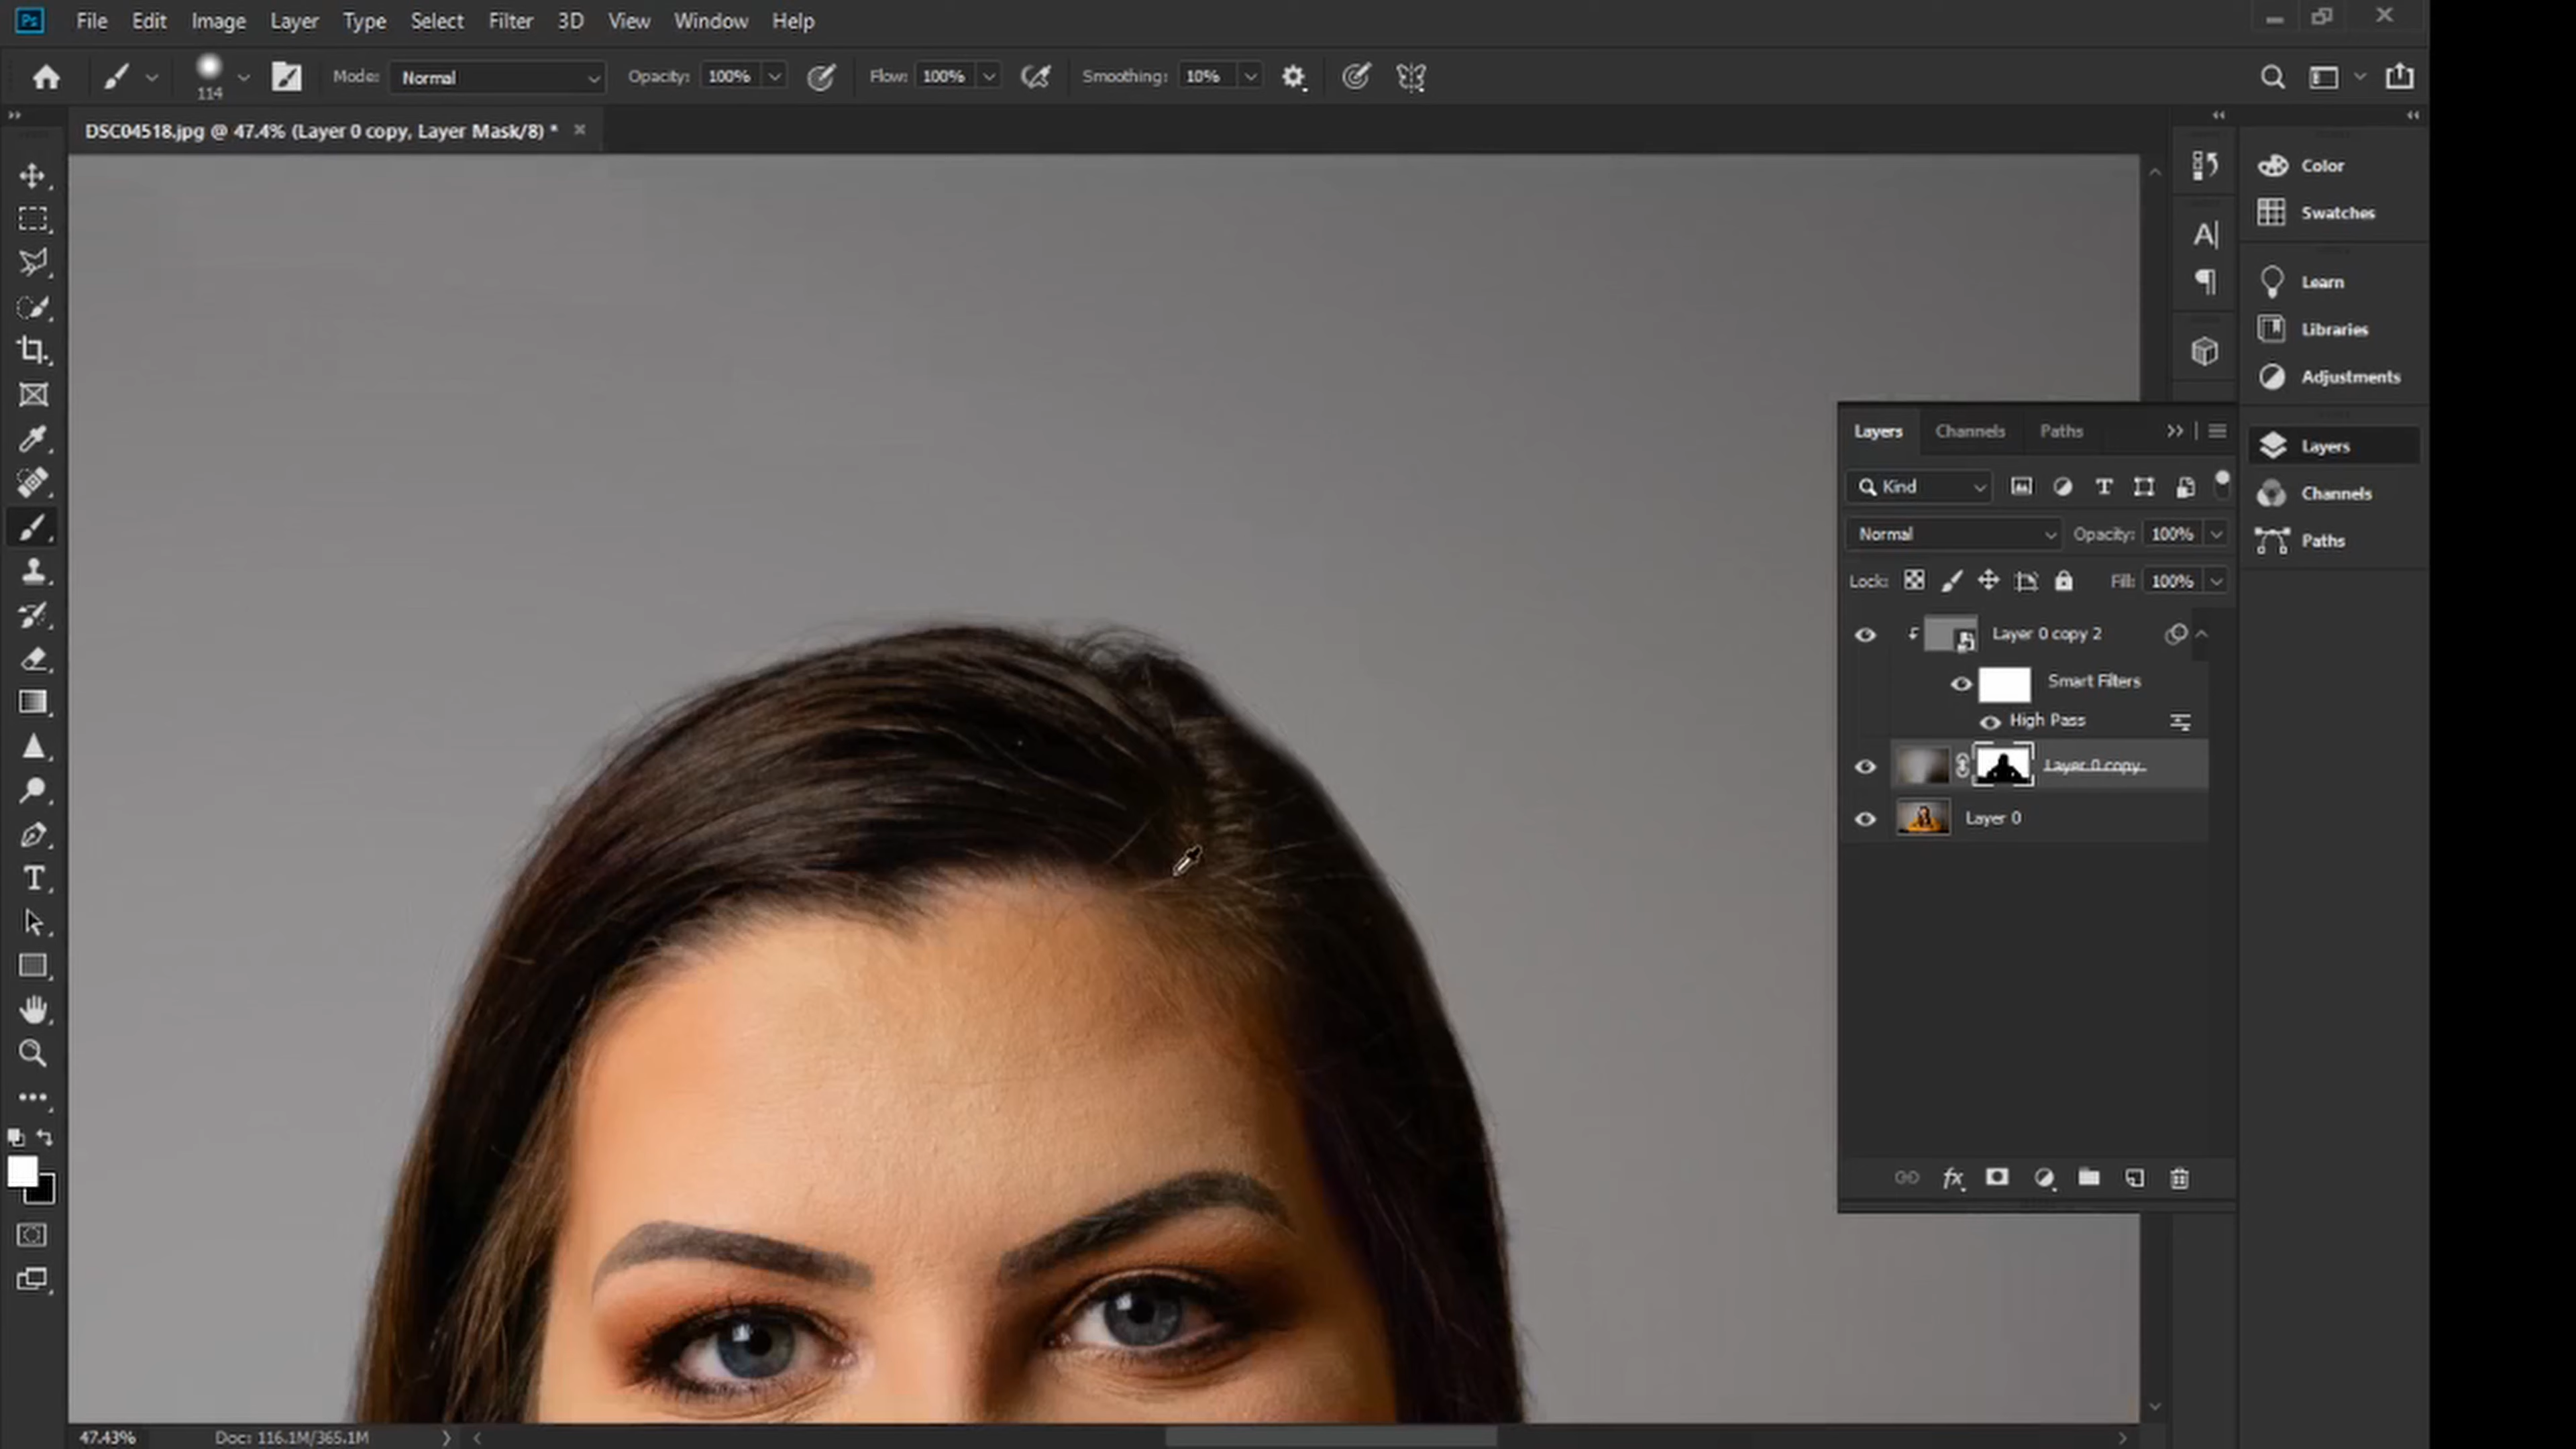 Ps File Edit Image Layer Type Select Filter 3D View Window Help
114 Mode: Normal Opacity: 100% Flow: 100% Smoothing: 10%
DSC04518.jpg @ 47.4% (Layer 0 copy, Layer Mask/8) *
Color
Swatches
Learn
Libraries
Adjustments
Layers
Channels
Paths
Layers Channels Paths
Kind
Normal Opacity: 100%
Lock: Fill: 100%
Layer 0 copy 2
Smart Filters
High Pass
Layer 0 copy
Layer 0
fx
47.43% Doc: 116.1M/365.1M